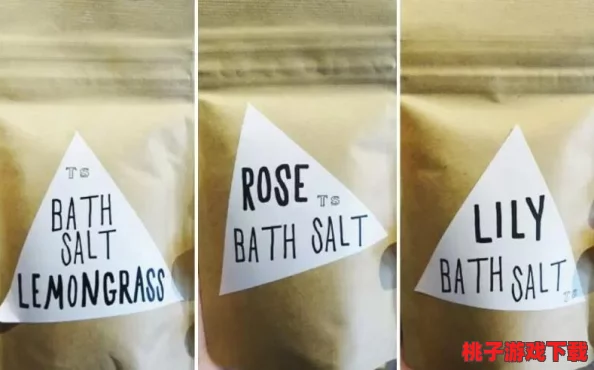 TS
BATH
SALT
LEMONGRASS
ROSE TS
BATH SALT
LILY
BATH SALT
TS
桃子游戏下载